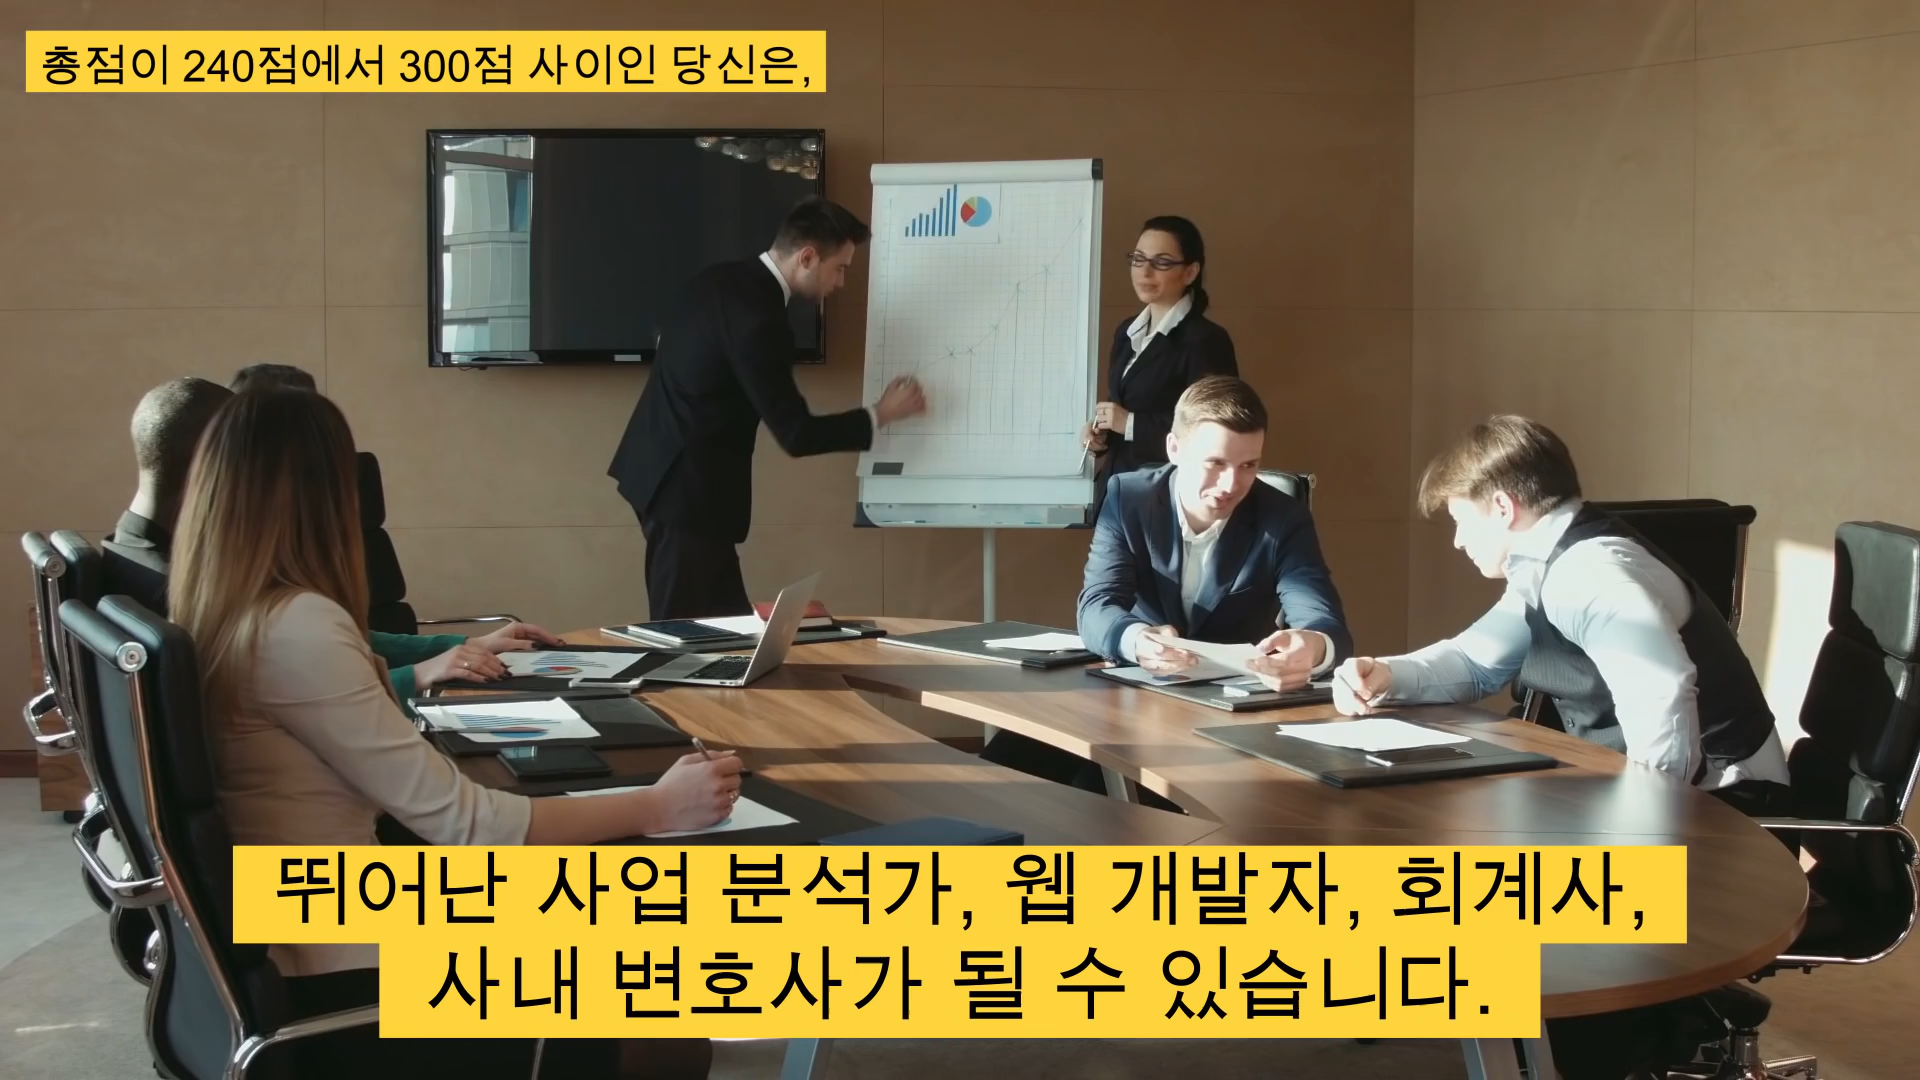 총점이 240점에서 300점 사이인 당신은,
뛰어난 사업 분석가, 웹 개발자, 회계사,
사내 변호사가 될 수 있습니다.